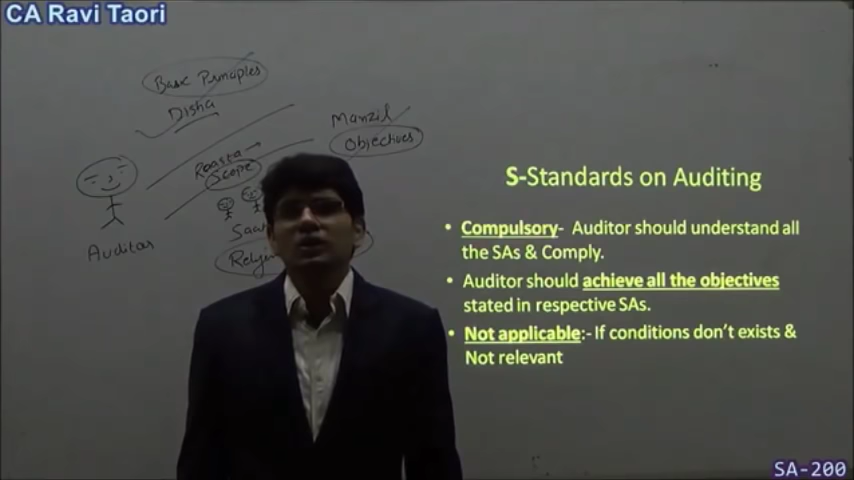 CA Ravi Taori
Basic Principles
Disha
Manzil
Objectives
Raasta
Scope
Auditor
S-Standards on Auditing
• Compulsory- Auditor should understand all
the SAs & Comply.
• Auditor should achieve all the objectives
stated in respective SAs.
• Not applicable:- If conditions don't exists &
Not relevant
SA-200